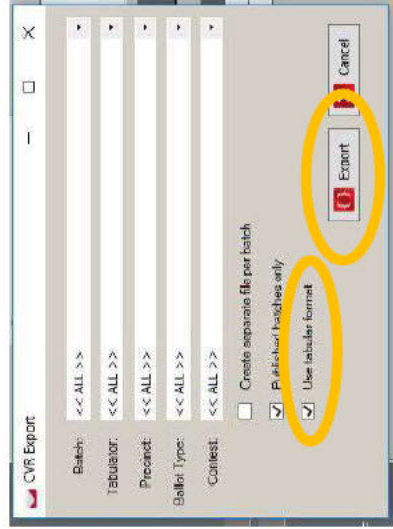 CVR Export
Batch: << ALL >>
Tabulator: << ALL >>
Precinct: << ALL >>
Ballot Type: << ALL >>
Contest: << ALL >>
Create separate file per batch
Published batches only
Use tabular format
Export Cancel